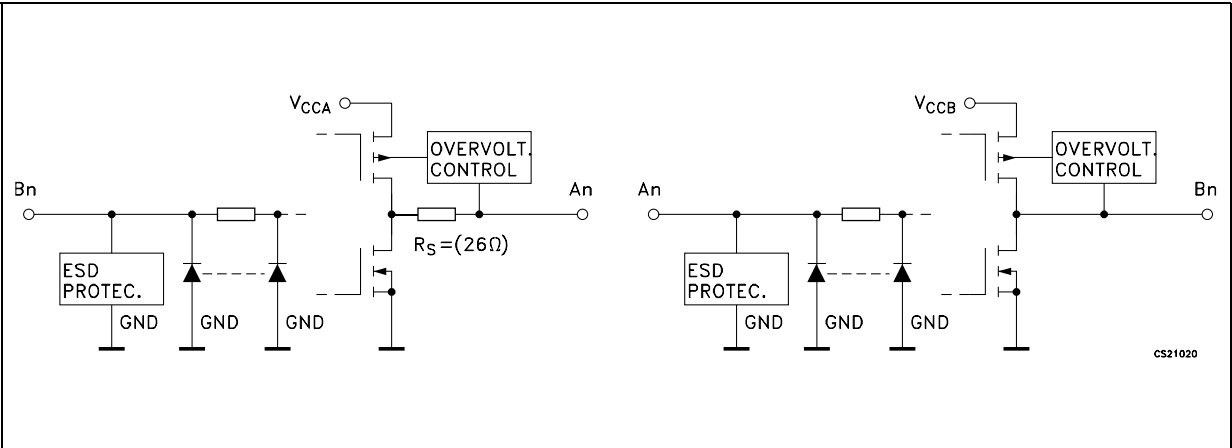 VCCA
OVERVOLT.
CONTROL
Bn
An
RS=(26Ω)
ESD
PROTEC.
GND
GND
GND
VCCB
OVERVOLT.
CONTROL
An
Bn
ESD
PROTEC.
GND
GND
GND
CS21020